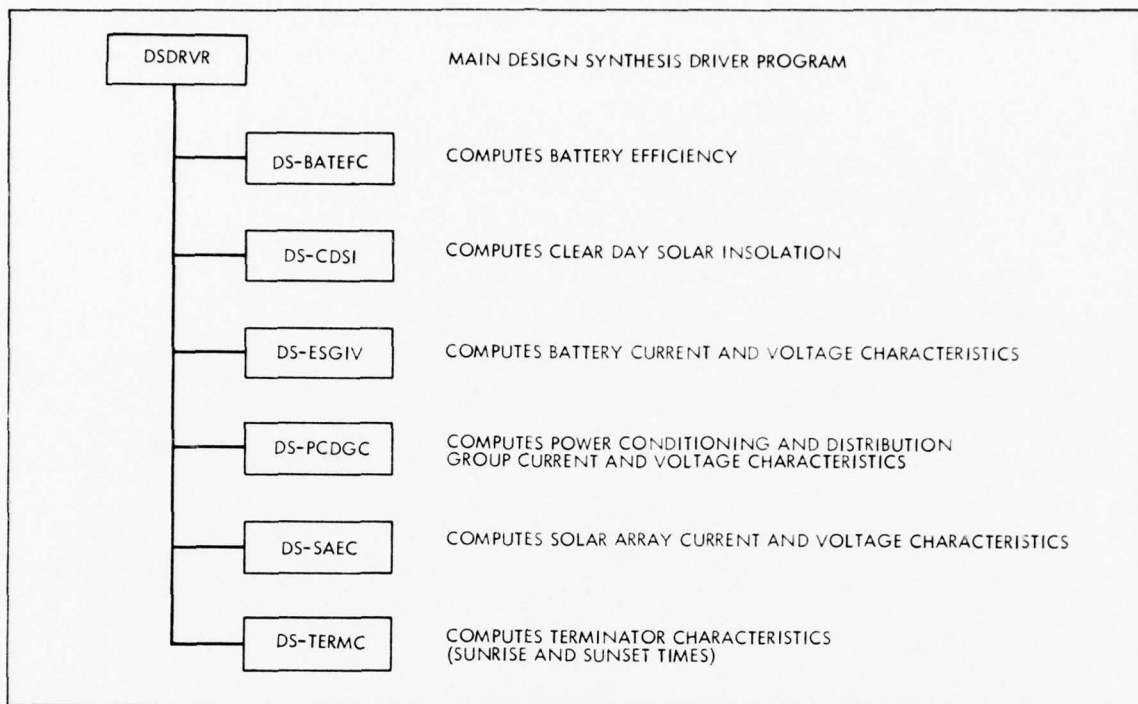 DSDRVR MAIN DESIGN SYNTHESIS DRIVER PROGRAM
DS-BATEFC COMPUTES BATTERY EFFICIENCY
DS-CDSI COMPUTES CLEAR DAY SOLAR INSOLATION
DS-ESGIV COMPUTES BATTERY CURRENT AND VOLTAGE CHARACTERISTICS
DS-PCDGC COMPUTES POWER CONDITIONING AND DISTRIBUTION
GROUP CURRENT AND VOLTAGE CHARACTERISTICS
DS-SAEC COMPUTES SOLAR ARRAY CURRENT AND VOLTAGE CHARACTERISTICS
DS-TERMC COMPUTES TERMINATOR CHARACTERISTICS
(SUNRISE AND SUNSET TIMES)